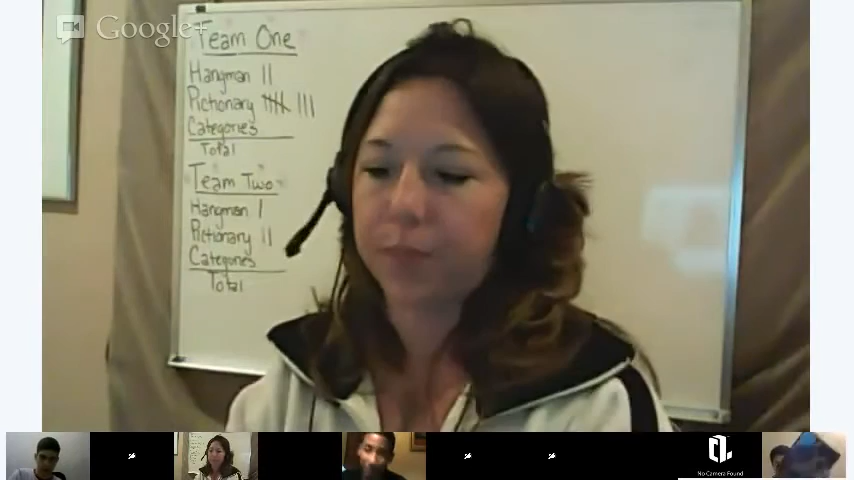 Google+
Team One
Hangman ||
Pictionary |||| |||
Categories
Total
Team Two
Hangman |
Pictionary ||
Categories
Total
No Camera Found